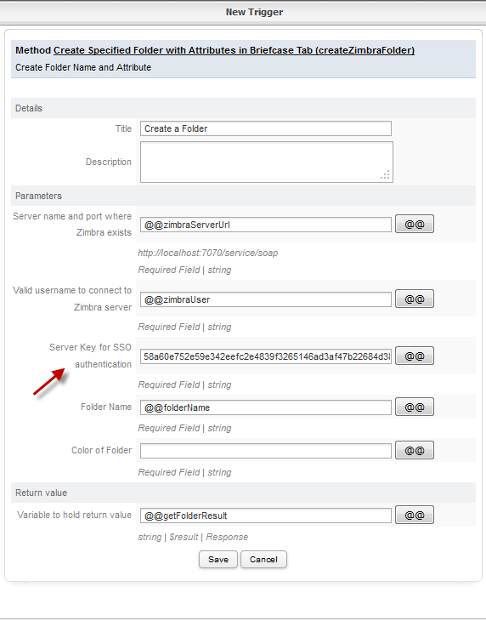 New Trigger
Method Create Specified Folder with Attributes in Briefcase Tab (createZimbraFolder)
Create Folder Name and Attribute
Details
Title
Create a Folder
Description
Parameters
Server name and port where
Zimbra exists
@@zimbraServerUrl
@@
http://localhost:7070/service/soap
Required Field | string
Valid username to connect to
Zimbra server
@@zimbraUser
@@
Required Field | string
Server Key for SSO
authentication
58a60e752e59e342eefc2e4839f3265146ad3af47b22684d3
@@
Required Field | string
Folder Name
@@folderName
@@
Required Field | string
Color of Folder
@@
Required Field | string
Return value
Variable to hold return value
@@getFolderResult
@@
string | $result | Response
Save
Cancel